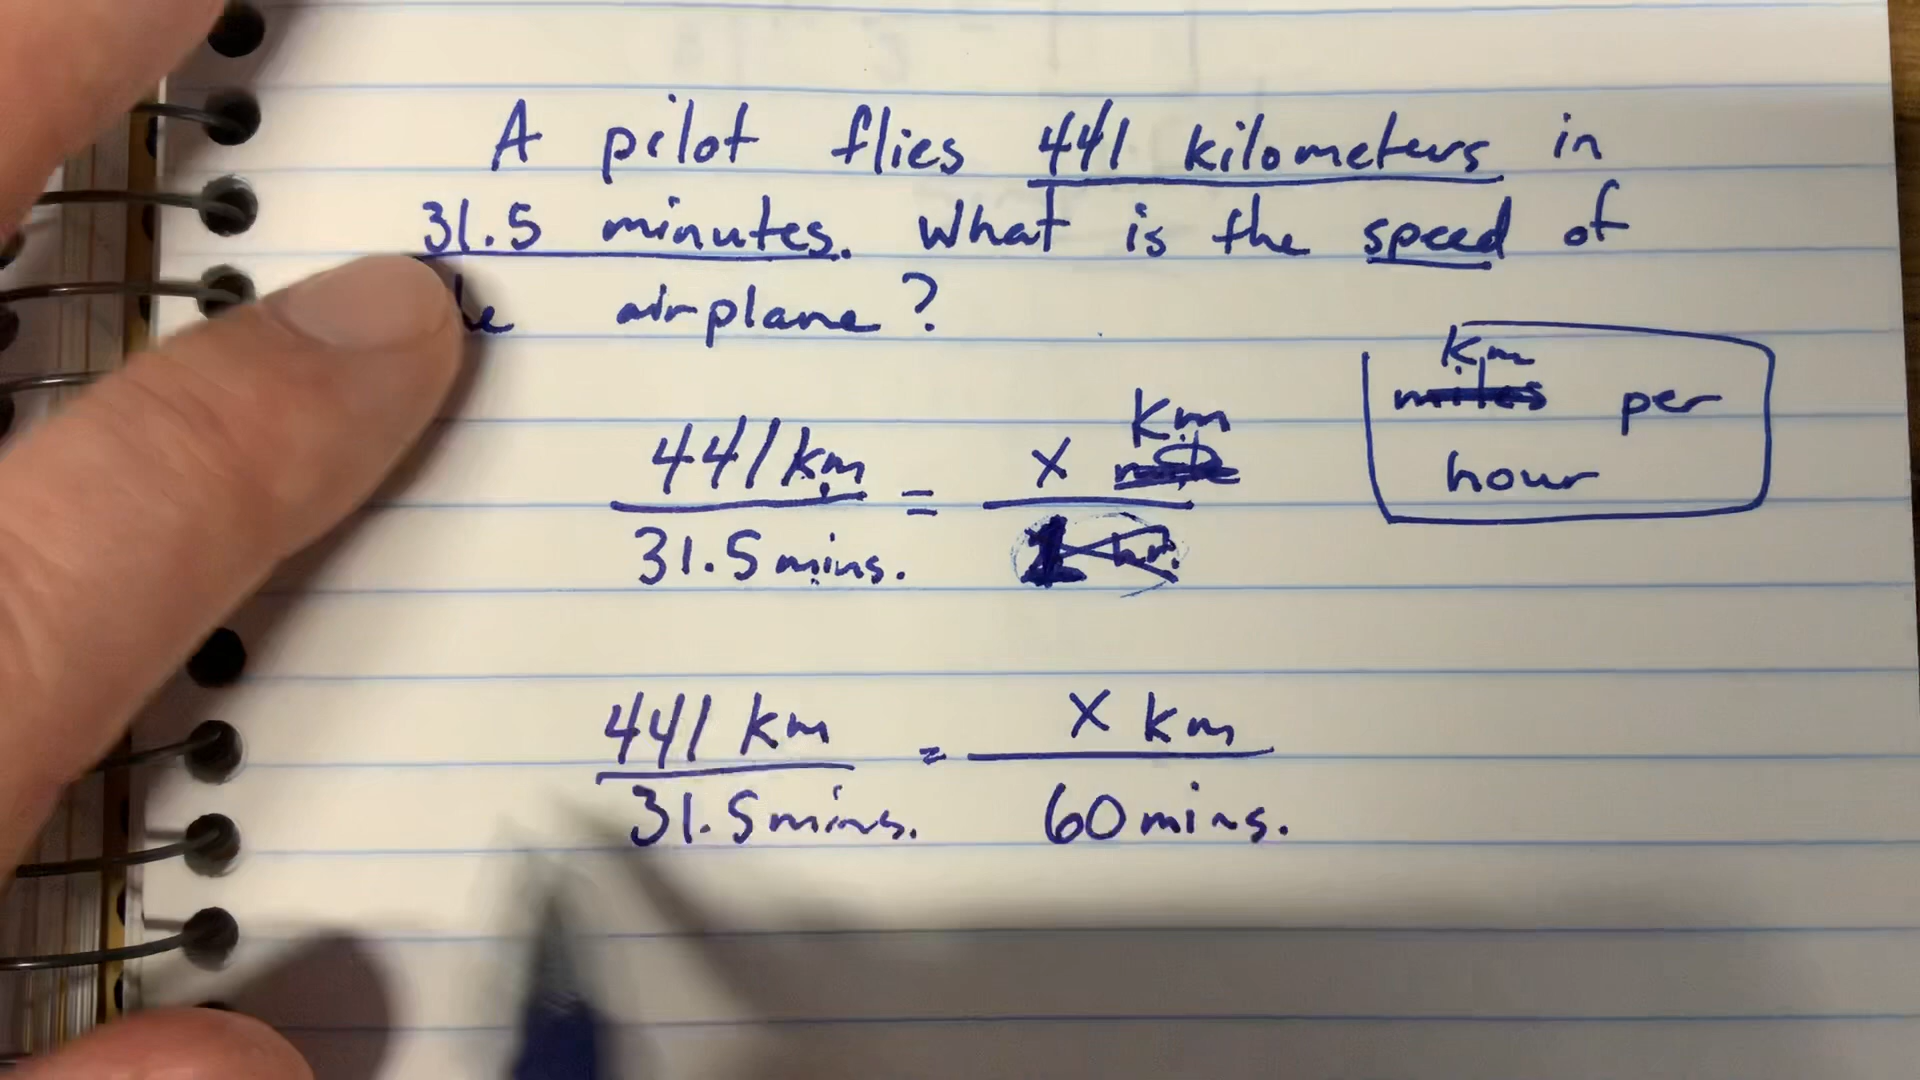 A pilot flies 441 kilometers in
31.5 minutes. What is the speed of
airplane?
441 km = x km
31.5 mins.
km per
hour
441 km = x km
31.5 mins. 60 mins.